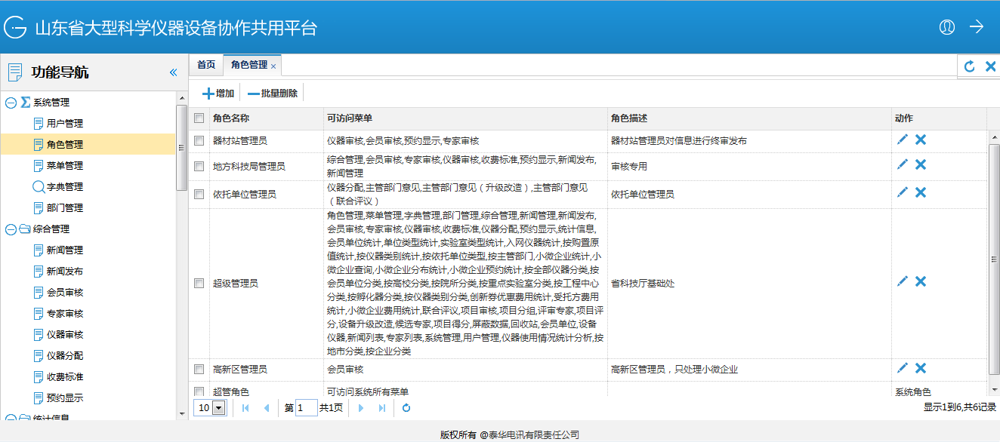 山东省大型科学仪器设备协作共用平台
功能导航 «
首页 角色管理 ×
增加 批量删除
系统管理
用户管理
角色管理
菜单管理
字典管理
部门管理
综合管理
新闻管理
新闻发布
会员审核
专家审核
仪器审核
仪器分配
收费标准
预约显示
统计信息
角色名称 可访问菜单 角色描述 动作
器材站管理员 仪器审核,会员审核,预约显示,专家审核 器材站管理员对信息进行终审发布
地方科技局管理员 综合管理,会员审核,专家审核,仪器审核,收费标准,预约显示,新闻发布, 审核专用
新闻管理
依托单位管理员 仪器分配,主管部门意见,主管部门意见（升级改造）,主管部门意见 依托单位管理员
（联合评议）
角色管理,菜单管理,字典管理,部门管理,综合管理,新闻管理,新闻发布,
会员审核,专家审核,仪器审核,收费标准,仪器分配,预约显示,统计信息,
会员单位统计,单位类型统计,实验室类型统计,入网仪器统计,按购置原
值统计,按仪器类别统计,按依托单位类型,按主管部门,小微企业统计,小
微企业查询,小微企业分布统计,小微企业预约统计,按全部仪器分类,按
超级管理员 会员单位分类,按高校分类,按院所分类,按重点实验室分类,按工程中心 省科技厅基础处
分类,按孵化器分类,按仪器类别分类,创新券优惠费用统计,受托方费用
统计,小微企业费用统计,联合评议,项目审核,项目分组,评审专家,项目评
分,设备升级改造,候选专家,项目得分,屏蔽数据,回收站,会员单位,设备
仪器,新闻列表,专家列表,系统管理,用户管理,仪器使用情况统计分析,按
地市分类,按企业分类
高新区管理员 会员审核 高新区管理员，只处理小微企业
超管角色 可访问系统所有菜单 系统角色
10 第 1 共1页 显示1到6,共6记录
版权所有 @泰华电讯有限责任公司